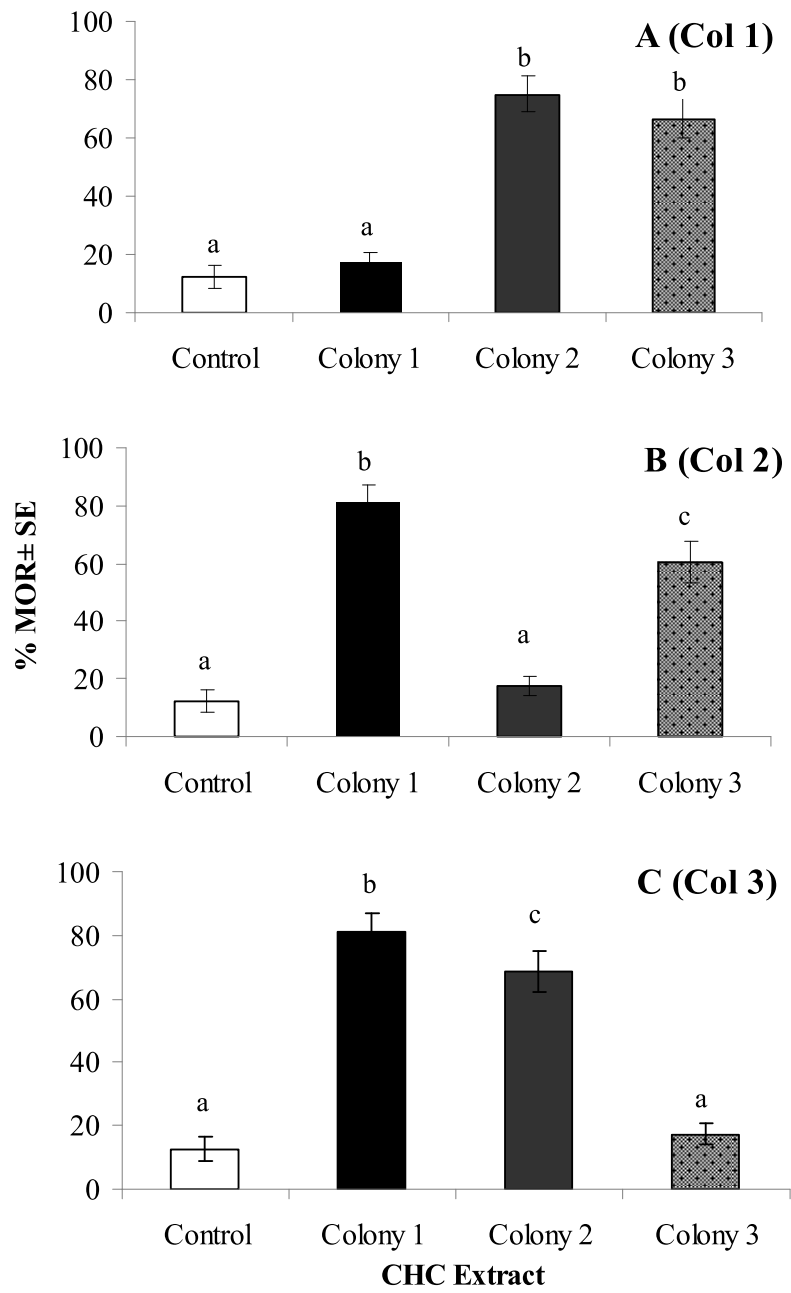 A (Col 1)
100
80
60
40
20
0
a
a
b
b
Control
Colony 1
Colony 2
Colony 3
B (Col 2)
100
80
60
40
20
0
a
b
a
c
Control
Colony 1
Colony 2
Colony 3
% MOR± SE
C (Col 3)
100
80
60
40
20
0
a
b
c
a
Control
Colony 1
Colony 2
Colony 3
CHC Extract